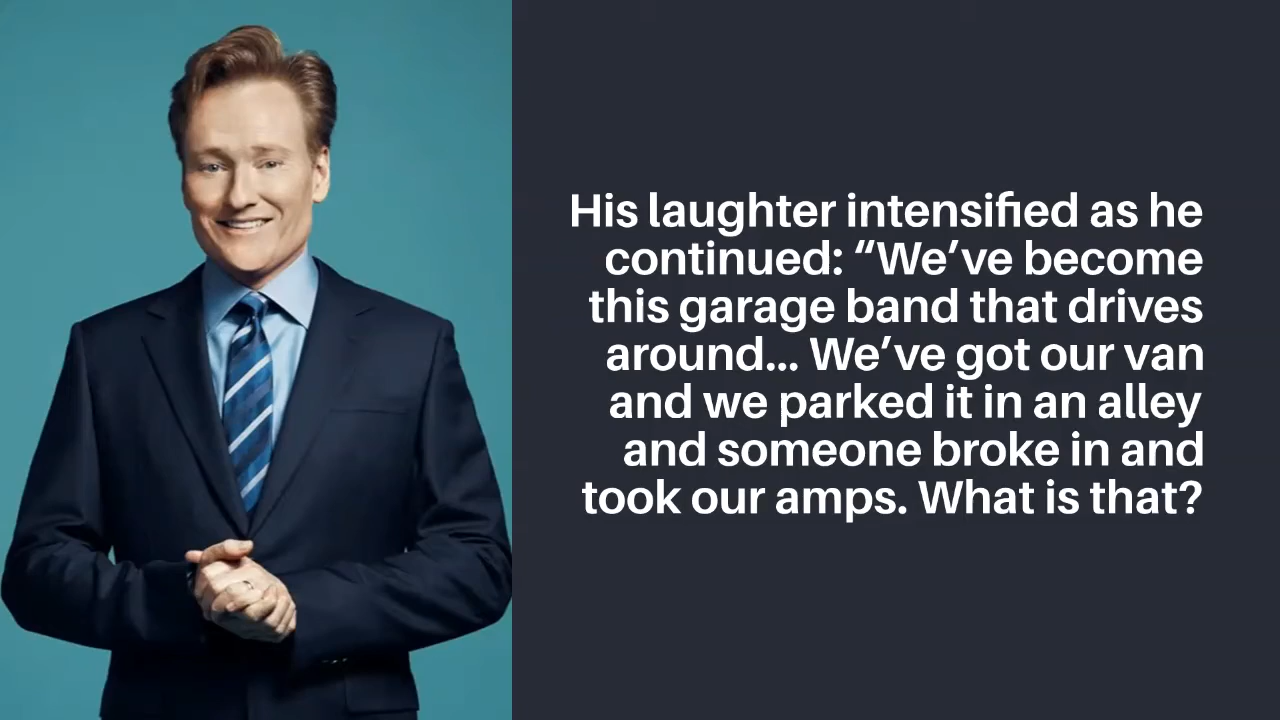 His laughter intensified as he
continued: “We’ve become
this garage band that drives
around... We’ve got our van
and we parked it in an alley
and someone broke in and
took our amps. What is that?